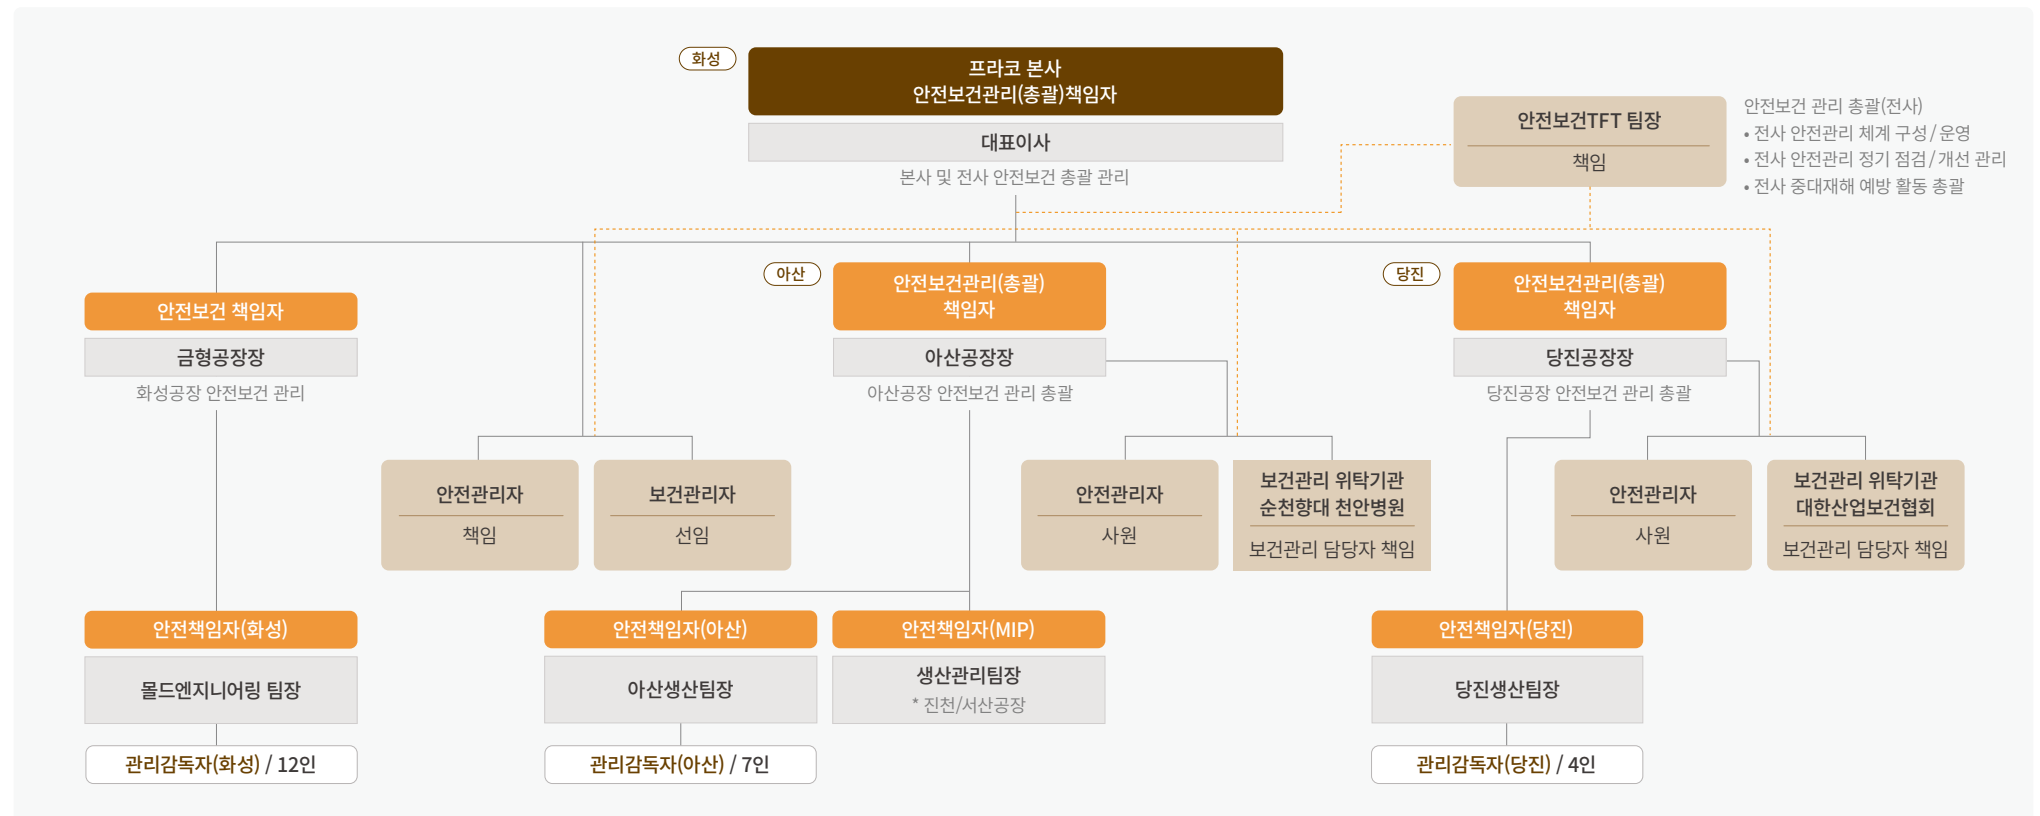 화성
프라코 본사
안전보건관리(총괄)책임자
대표이사
본사 및 전사 안전보건 총괄 관리
안전보건TFT 팀장
책임
안전보건 관리 총괄(전사)
• 전사 안전관리 체계 구성 / 운영
• 전사 안전관리 정기 점검 / 개선 관리
• 전사 중대재해 예방 활동 총괄
안전보건 책임자
금형공장장
화성공장 안전보건 관리
아산
안전보건관리(총괄)
책임자
아산공장장
아산공장 안전보건 관리 총괄
당진
안전보건관리(총괄)
책임자
당진공장장
당진공장 안전보건 관리 총괄
안전관리자
책임
보건관리자
선임
안전관리자
사원
보건관리 위탁기관
순천향대 천안병원
보건관리 담당자 책임
안전관리자
사원
보건관리 위탁기관
대한산업보건협회
보건관리 담당자 책임
안전책임자(화성)
몰드엔지니어링 팀장
관리감독자(화성) / 12인
안전책임자(아산)
아산생산팀장
관리감독자(아산) / 7인
안전책임자(MIP)
생산관리팀장
* 진천/서산공장
안전책임자(당진)
당진생산팀장
관리감독자(당진) / 4인